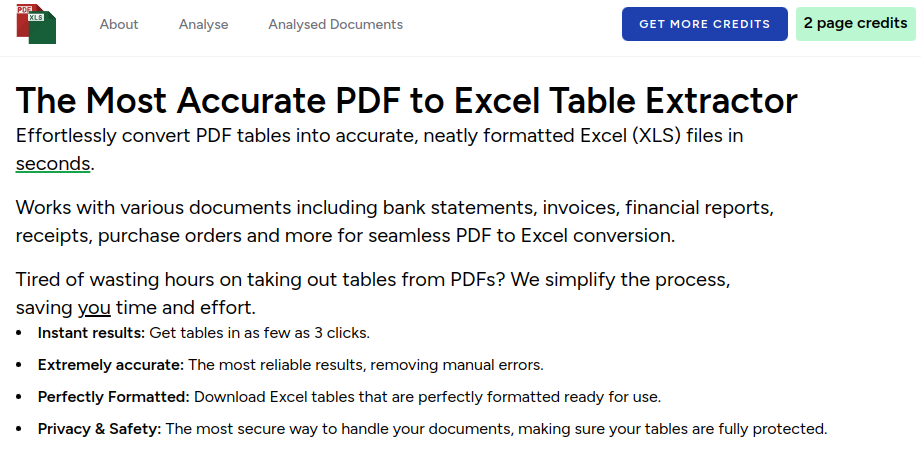 PDF
XLS
About
Analyse
Analysed Documents
GET MORE CREDITS
2 page credits
The Most Accurate PDF to Excel Table Extractor
Effortlessly convert PDF tables into accurate, neatly formatted Excel (XLS) files in
seconds.
Works with various documents including bank statements, invoices, financial reports,
receipts, purchase orders and more for seamless PDF to Excel conversion.
Tired of wasting hours on taking out tables from PDFs? We simplify the process,
saving you time and effort.
• Instant results: Get tables in as few as 3 clicks.
• Extremely accurate: The most reliable results, removing manual errors.
• Perfectly Formatted: Download Excel tables that are perfectly formatted ready for use.
• Privacy & Safety: The most secure way to handle your documents, making sure your tables are fully protected.